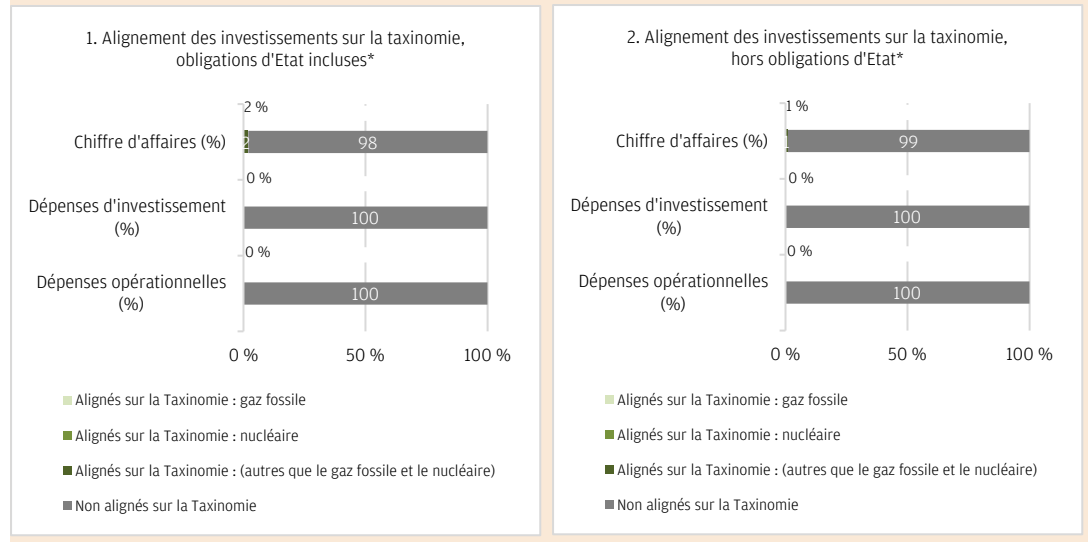 1. Alignement des investissements sur la taxinomie,
obligations d'Etat incluses*
2 %
Chiffre d'affaires (%)
2
98
0 %
Dépenses d'investissement
(%)
100
0 %
Dépenses opérationnelles
(%)
100
0 %
50 %
100 %
Alignés sur la Taxinomie : gaz fossile
Alignés sur la Taxinomie : nucléaire
Alignés sur la Taxinomie : (autres que le gaz fossile et le nucléaire)
Non alignés sur la Taxinomie
2. Alignement des investissements sur la taxinomie,
hors obligations d'Etat*
1 %
Chiffre d'affaires (%)
1
99
0 %
Dépenses d'investissement
(%)
100
0 %
Dépenses opérationnelles
(%)
100
0 %
50 %
100 %
Alignés sur la Taxinomie : gaz fossile
Alignés sur la Taxinomie : nucléaire
Alignés sur la Taxinomie : (autres que le gaz fossile et le nucléaire)
Non alignés sur la Taxinomie